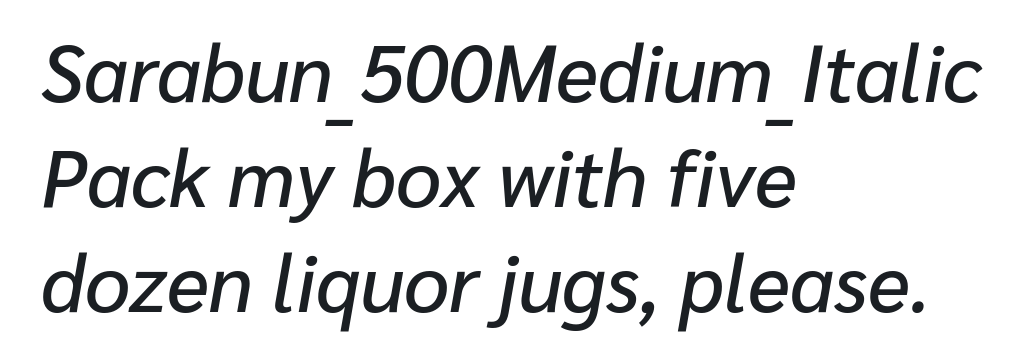 Sarabun_500Medium_Italic
Pack my box with five
dozen liquor jugs, please.